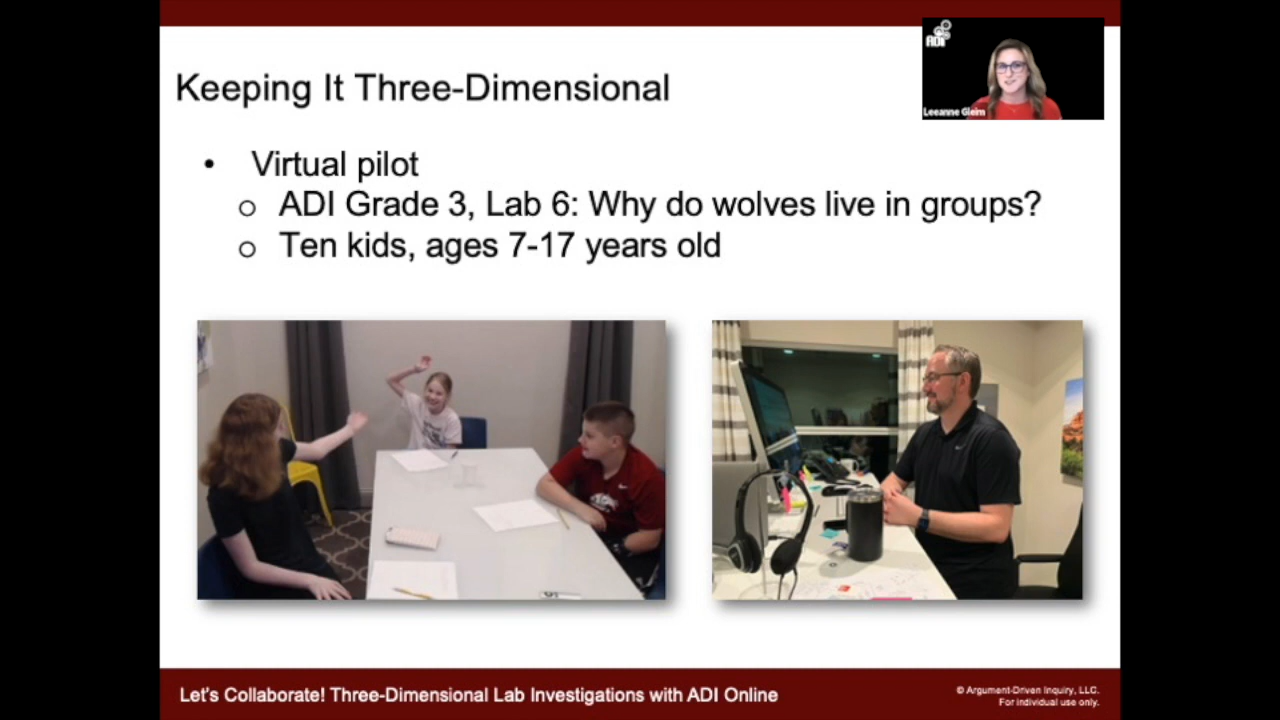 ADI
Leeanne Gleim
Keeping It Three-Dimensional
• Virtual pilot
o ADI Grade 3, Lab 6: Why do wolves live in groups?
o Ten kids, ages 7-17 years old
Let's Collaborate! Three-Dimensional Lab Investigations with ADI Online
© Argument-Driven Inquiry, LLC.
For individual use only.